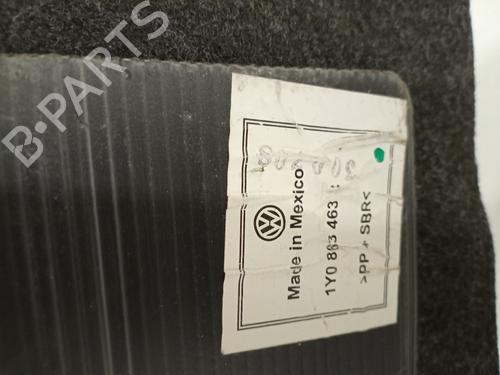 B-PARTS
Made in Mexico
1Y0 863 463
>PP + SBR<